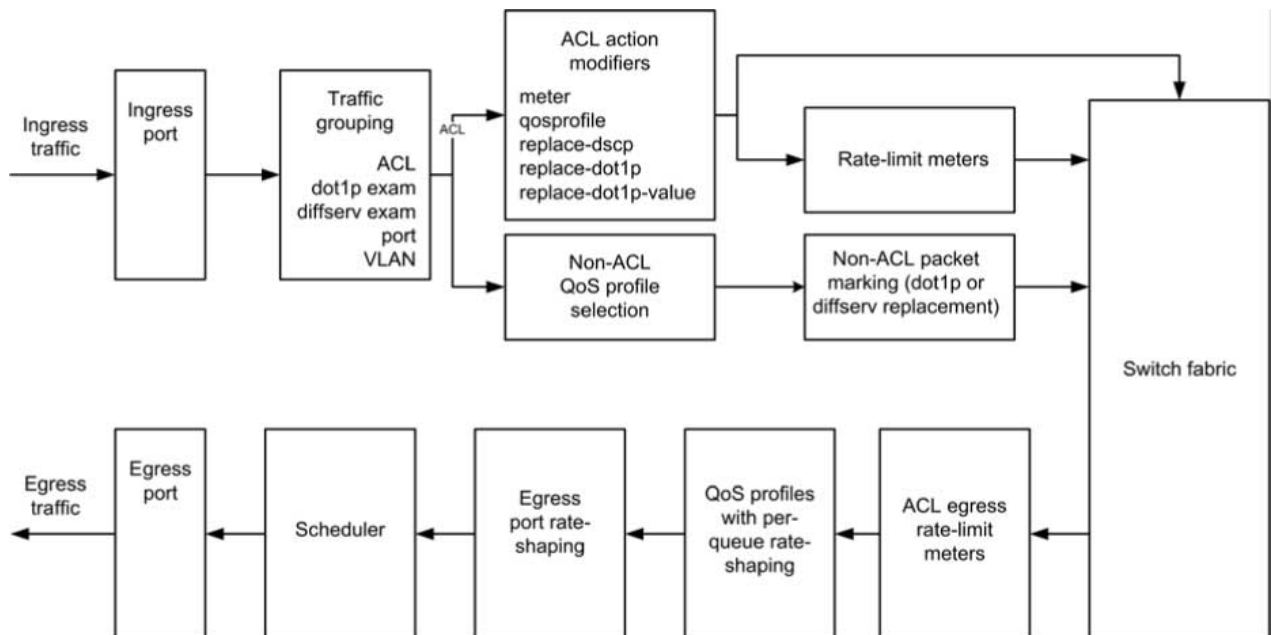 Ingress
traffic
Ingress
port
Traffic
grouping
ACL
dot1p exam
diffserv exam
port
VLAN
ACL
ACL action
modifiers
meter
qosprofile
replace-dscp
replace-dot1p
replace-dot1p-value
Rate-limit meters
Non-ACL
QoS profile
selection
Non-ACL packet
marking (dot1p or
diffserv replacement)
Switch fabric
Egress
traffic
Egress
port
Scheduler
Egress
port rate-
shaping
QoS profiles
with per-
queue rate-
shaping
ACL egress
rate-limit
meters